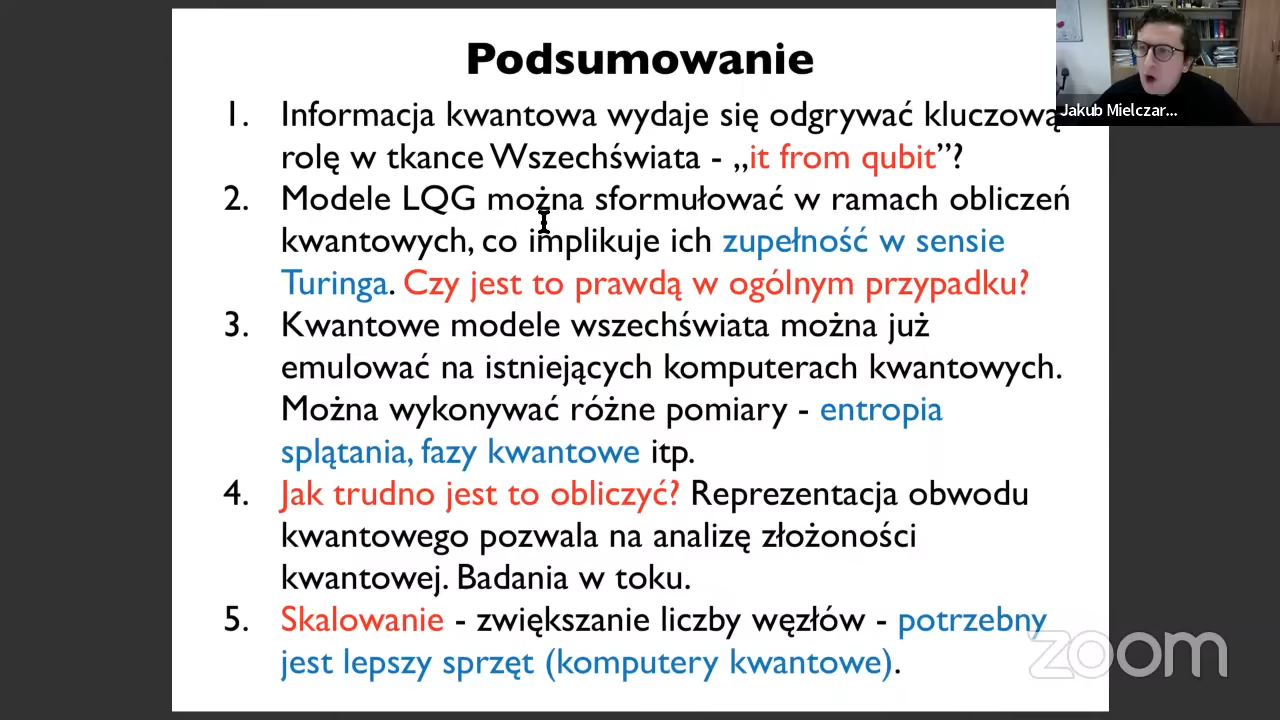 Podsumowanie
1. Informacja kwantowa wydaje się odgrywać kluczową
rolę w tkance Wszechświata - „it from qubit”?
2. Modele LQG można sformułować w ramach obliczeń
kwantowych, co implikuje ich zupełność w sensie
Turinga. Czy jest to prawdą w ogólnym przypadku?
3. Kwantowe modele wszechświata można już
emulować na istniejących komputerach kwantowych.
Można wykonywać różne pomiary - entropia
splątania, fazy kwantowe itp.
4. Jak trudno jest to obliczyć? Reprezentacja obwodu
kwantowego pozwala na analizę złożoności
kwantowej. Badania w toku.
5. Skalowanie - zwiększanie liczby węzłów - potrzebny
jest lepszy sprzęt (komputery kwantowe).
Jakub Mielczar...
zoom